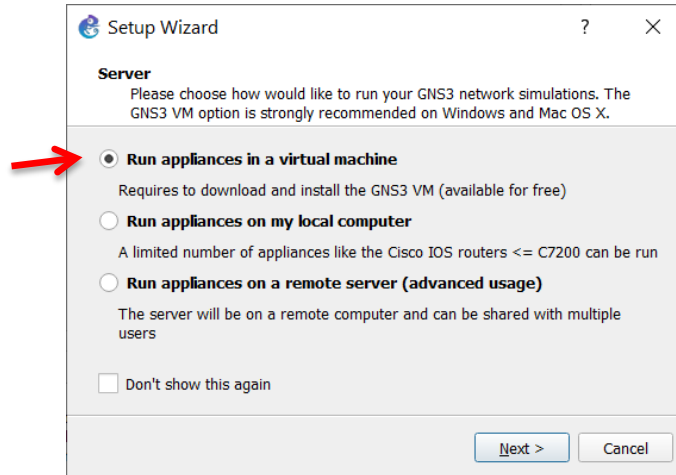 Setup Wizard ?
Server
Please choose how would like to run your GNS3 network simulations. The
GNS3 VM option is strongly recommended on Windows and Mac OS X.
Run appliances in a virtual machine
Requires to download and install the GNS3 VM (available for free)
Run appliances on my local computer
A limited number of appliances like the Cisco IOS routers <= C7200 can be run
Run appliances on a remote server (advanced usage)
The server will be on a remote computer and can be shared with multiple
users
Don't show this again
Next > Cancel